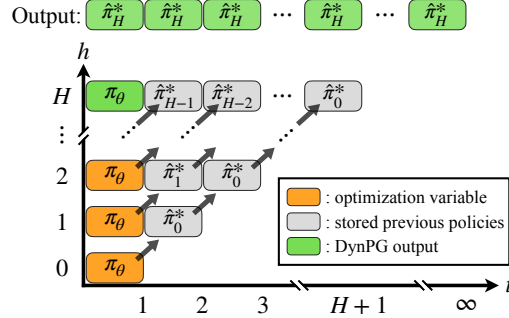 Output: π̂*_H π̂*_H π̂*_H ⋯ π̂*_H ⋯ π̂*_H
h
H π_θ π̂*_{H−1} π̂*_{H−2} ⋯ π̂*_0
⋮ ⋯ ⋯ ⋯
2 π_θ π̂*_1 π̂*_0
1 π_θ π̂*_0
0 π_θ
: optimization variable
: stored previous policies
: DynPG output
1 2 3 H + 1 ∞ t